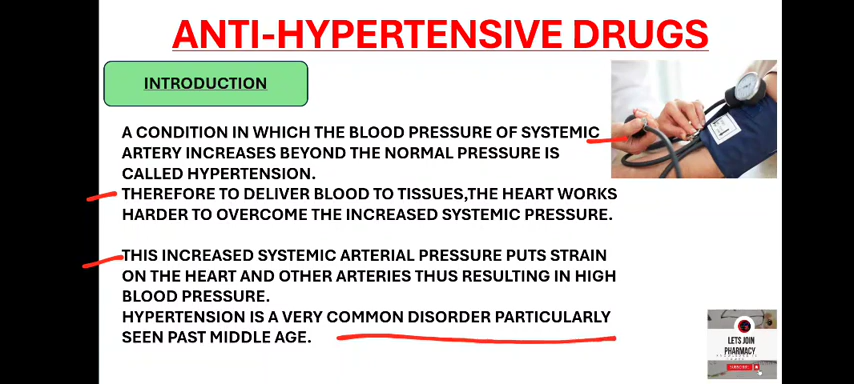 ANTI-HYPERTENSIVE DRUGS
INTRODUCTION
A CONDITION IN WHICH THE BLOOD PRESSURE OF SYSTEMIC
ARTERY INCREASES BEYOND THE NORMAL PRESSURE IS
CALLED HYPERTENSION.
THEREFORE TO DELIVER BLOOD TO TISSUES,THE HEART WORKS
HARDER TO OVERCOME THE INCREASED SYSTEMIC PRESSURE.
THIS INCREASED SYSTEMIC ARTERIAL PRESSURE PUTS STRAIN
ON THE HEART AND OTHER ARTERIES THUS RESULTING IN HIGH
BLOOD PRESSURE.
HYPERTENSION IS A VERY COMMON DISORDER PARTICULARLY
SEEN PAST MIDDLE AGE.
LETS JOIN
PHARMACY